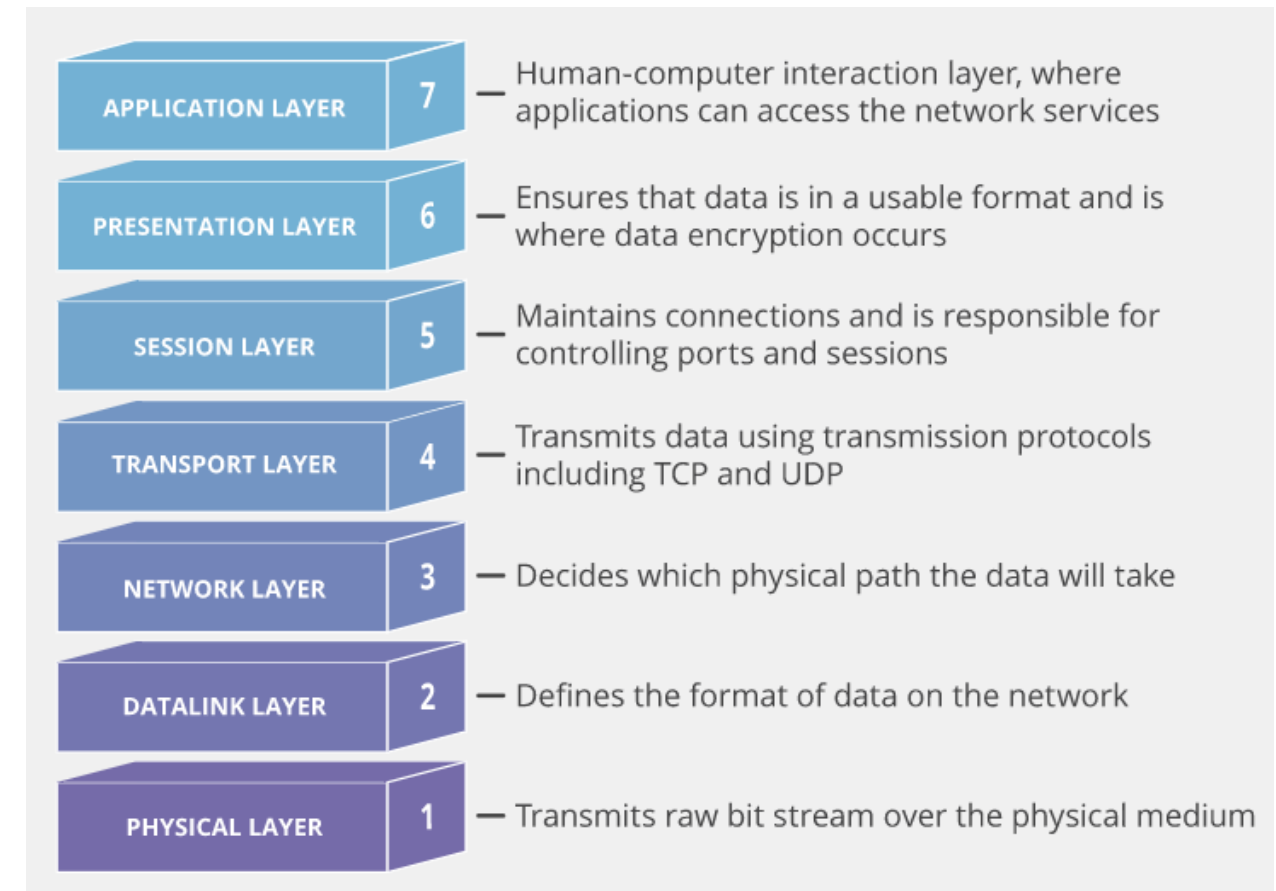 APPLICATION LAYER
7
Human-computer interaction layer, where
applications can access the network services
PRESENTATION LAYER
6
Ensures that data is in a usable format and is
where data encryption occurs
SESSION LAYER
5
Maintains connections and is responsible for
controlling ports and sessions
TRANSPORT LAYER
4
Transmits data using transmission protocols
including TCP and UDP
NETWORK LAYER
3
Decides which physical path the data will take
DATALINK LAYER
2
Defines the format of data on the network
PHYSICAL LAYER
1
Transmits raw bit stream over the physical medium